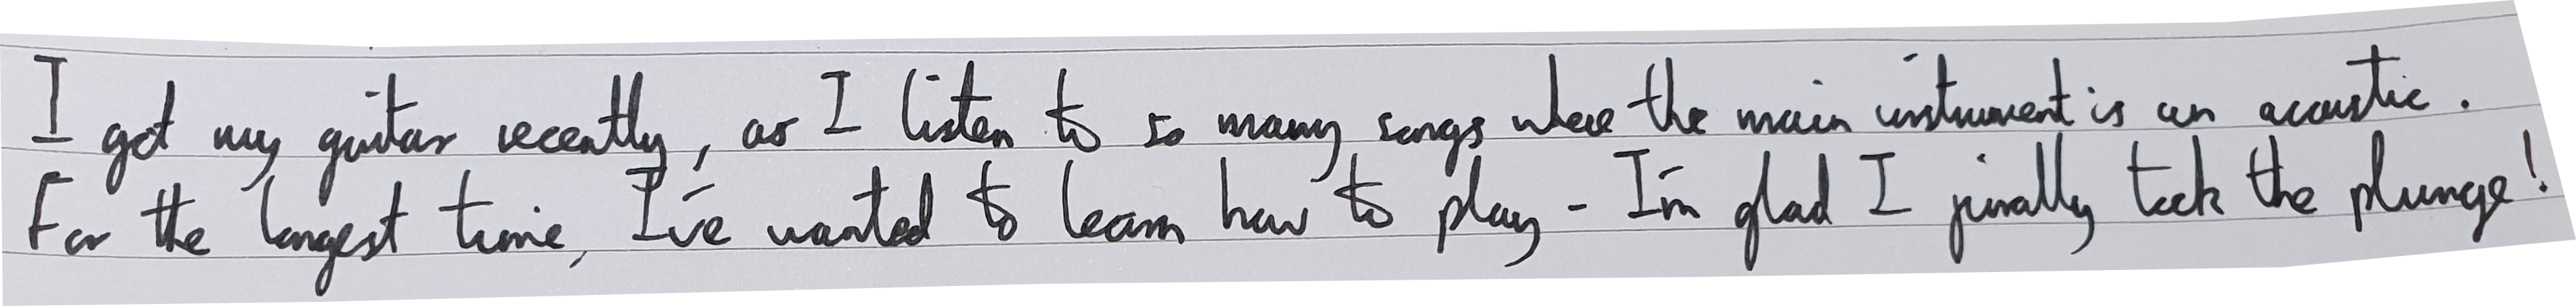 I got my guitar recently, as I listen to so many songs where the main instrument is an acoustic.
For the longest time, I've wanted to learn how to play - I'm glad I finally took the plunge!